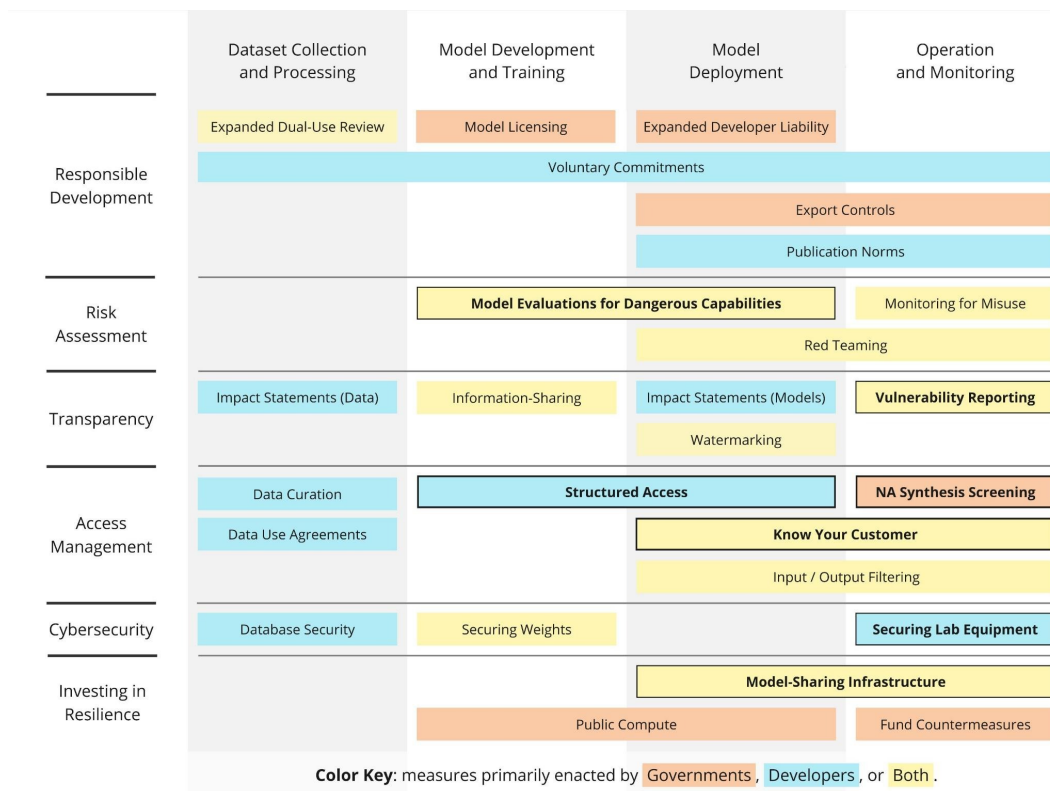 Dataset Collection
and Processing
Model Development
and Training
Model
Deployment
Operation
and Monitoring
Responsible
Development
Expanded Dual-Use Review
Model Licensing
Expanded Developer Liability
Voluntary Commitments
Export Controls
Publication Norms
Risk
Assessment
Model Evaluations for Dangerous Capabilities
Monitoring for Misuse
Red Teaming
Transparency
Impact Statements (Data)
Information-Sharing
Impact Statements (Models)
Vulnerability Reporting
Watermarking
Access
Management
Data Curation
Structured Access
NA Synthesis Screening
Data Use Agreements
Know Your Customer
Input / Output Filtering
Cybersecurity
Database Security
Securing Weights
Securing Lab Equipment
Investing in
Resilience
Model-Sharing Infrastructure
Public Compute
Fund Countermeasures
Color Key: measures primarily enacted by Governments, Developers, or Both.